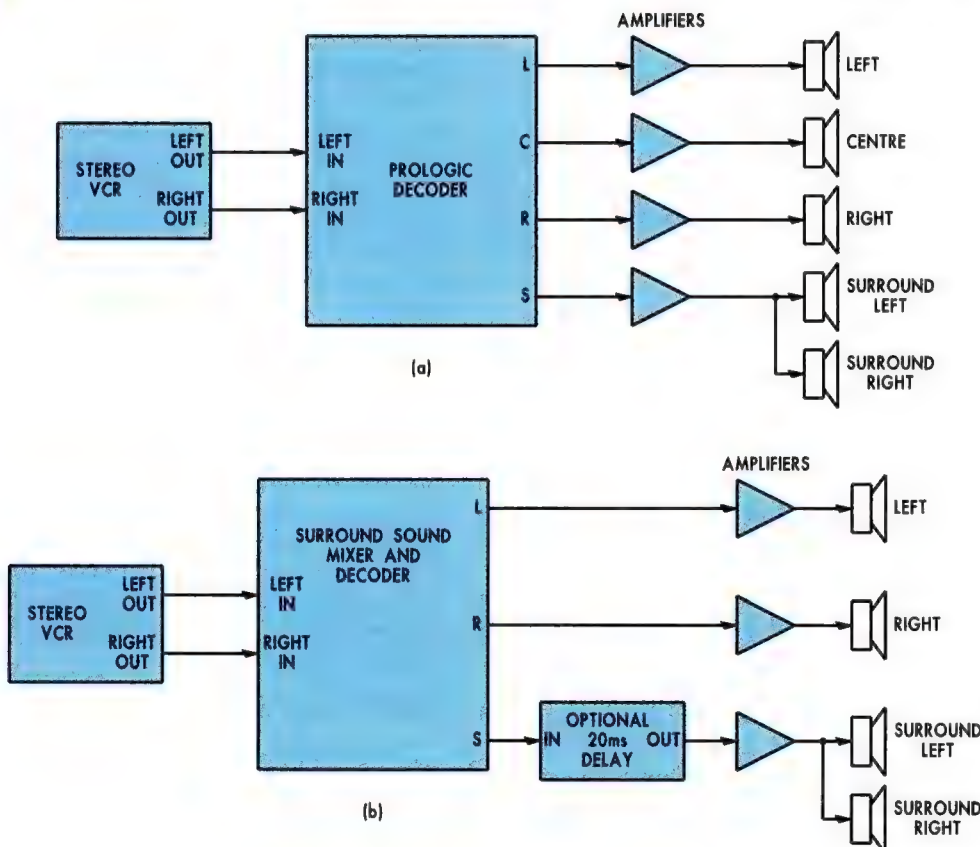 AMPLIFIERS
L
LEFT
LEFT
OUT
LEFT
IN
C
CENTRE
STEREO
VCR
PROLOGIC
DECODER
RIGHT
OUT
RIGHT
IN
R
RIGHT
S
SURROUND
LEFT
SURROUND
RIGHT
(a)
AMPLIFIERS
L
LEFT
SURROUND SOUND
MIXER AND
DECODER
LEFT
OUT
LEFT
IN
STEREO
VCR
R
RIGHT
RIGHT
OUT
RIGHT
IN
S
IN
OPTIONAL
20ms
DELAY
OUT
SURROUND
LEFT
SURROUND
RIGHT
(b)